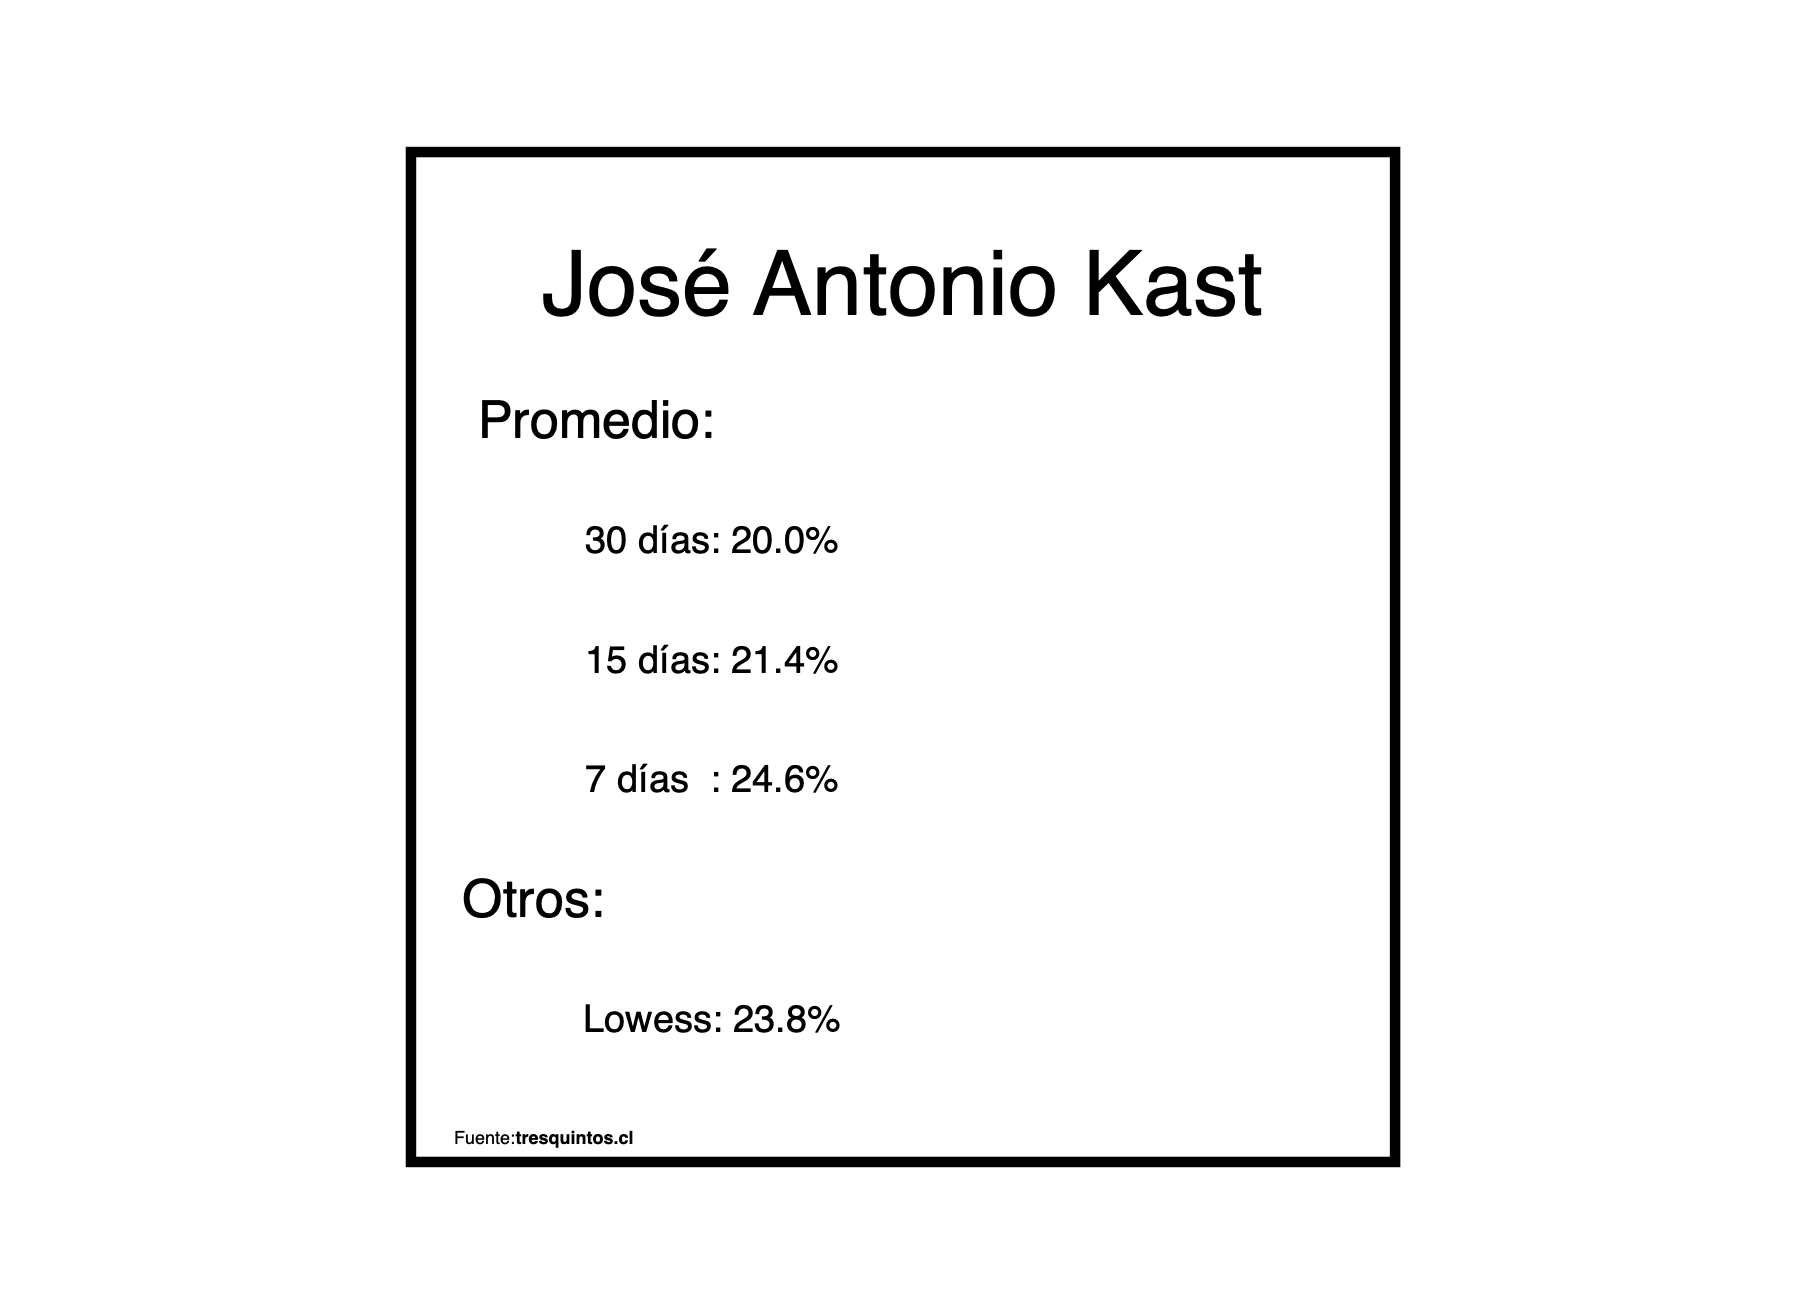 José Antonio Kast
Promedio:
30 días: 20.0%
15 días: 21.4%
7 días  : 24.6%
Otros:
Lowess: 23.8%
Fuente:tresquintos.cl